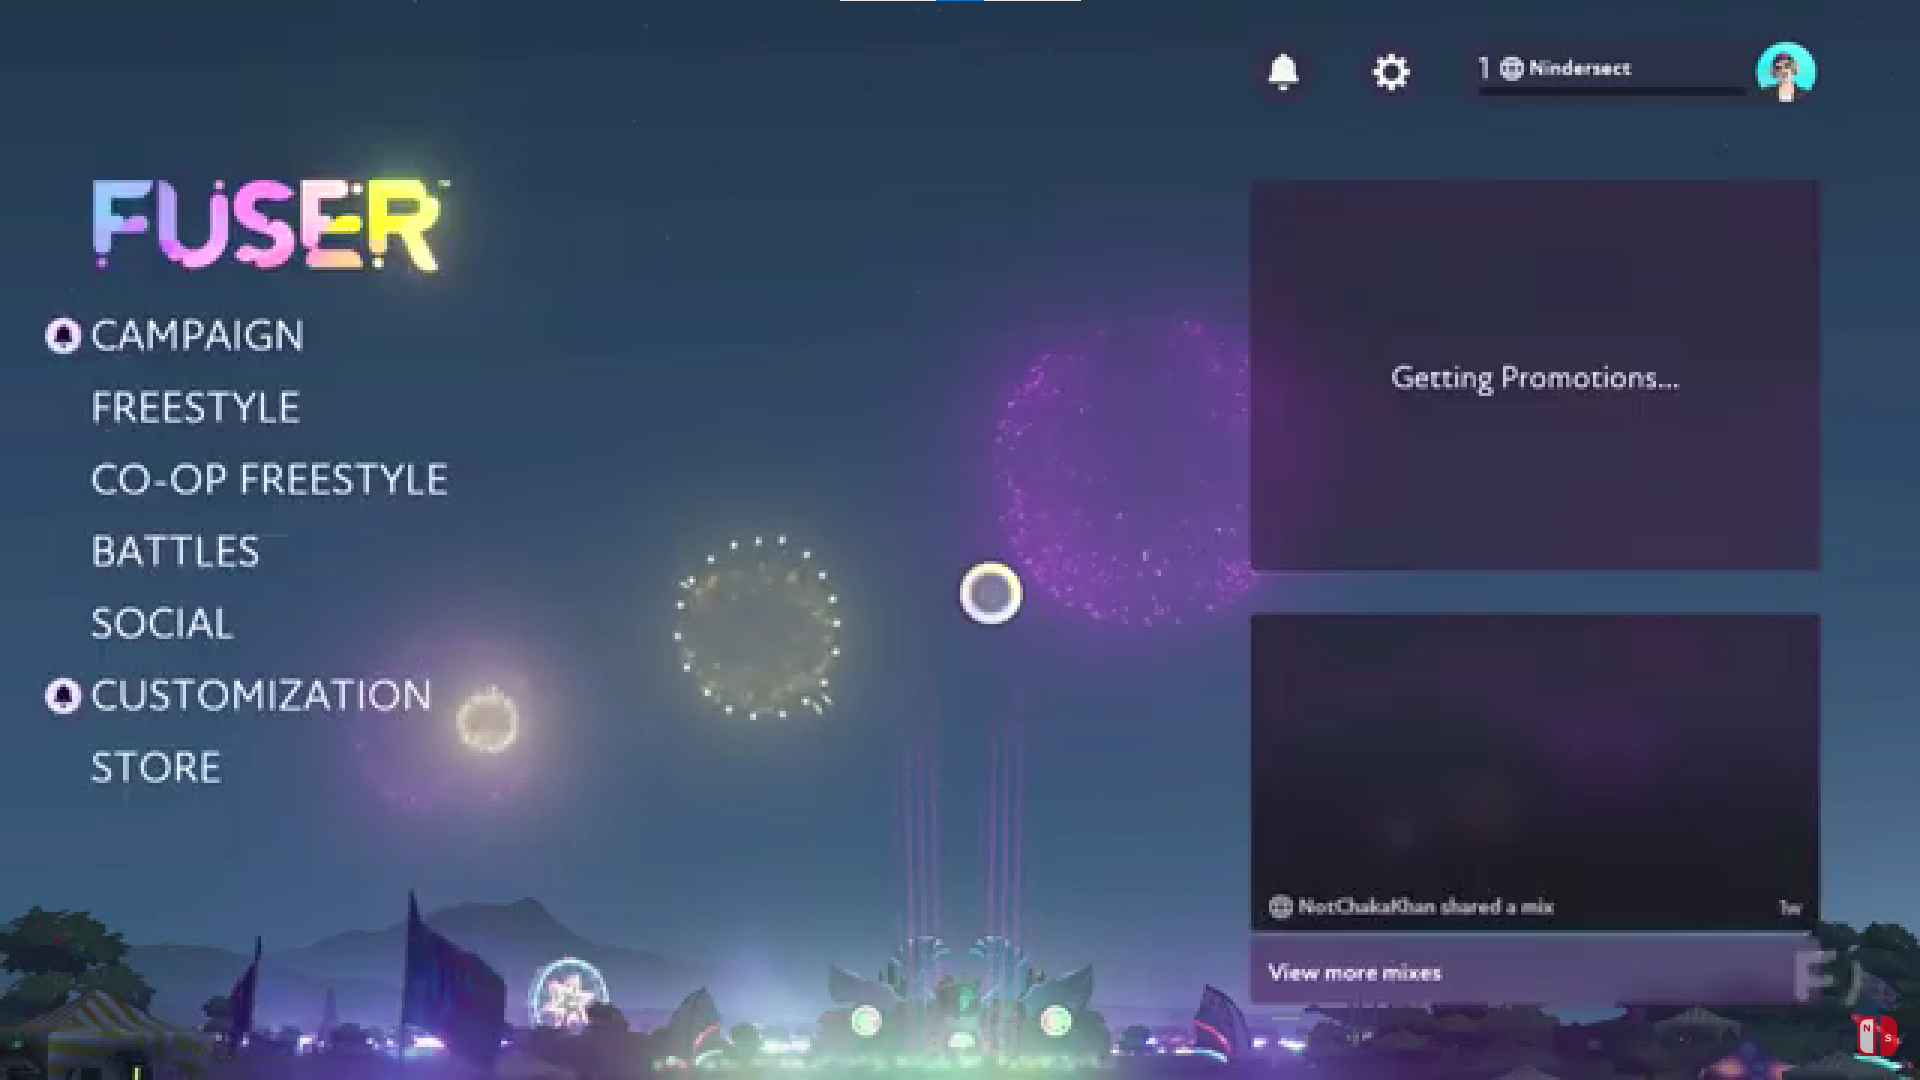 1 Nindersect
FUSER™
CAMPAIGN
FREESTYLE
CO-OP FREESTYLE
BATTLES
SOCIAL
CUSTOMIZATION
STORE
Getting Promotions...
NotChakaKhan shared a mix 1w
View more mixes
N S